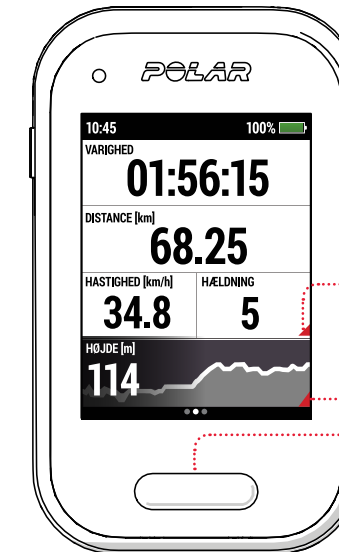 POLAR
10:45 100%
VARIGHED
01:56:15
DISTANCE [km]
68.25
HASTIGHED [km/h] HÆLDNING
34.8 5
HØJDE [m]
114